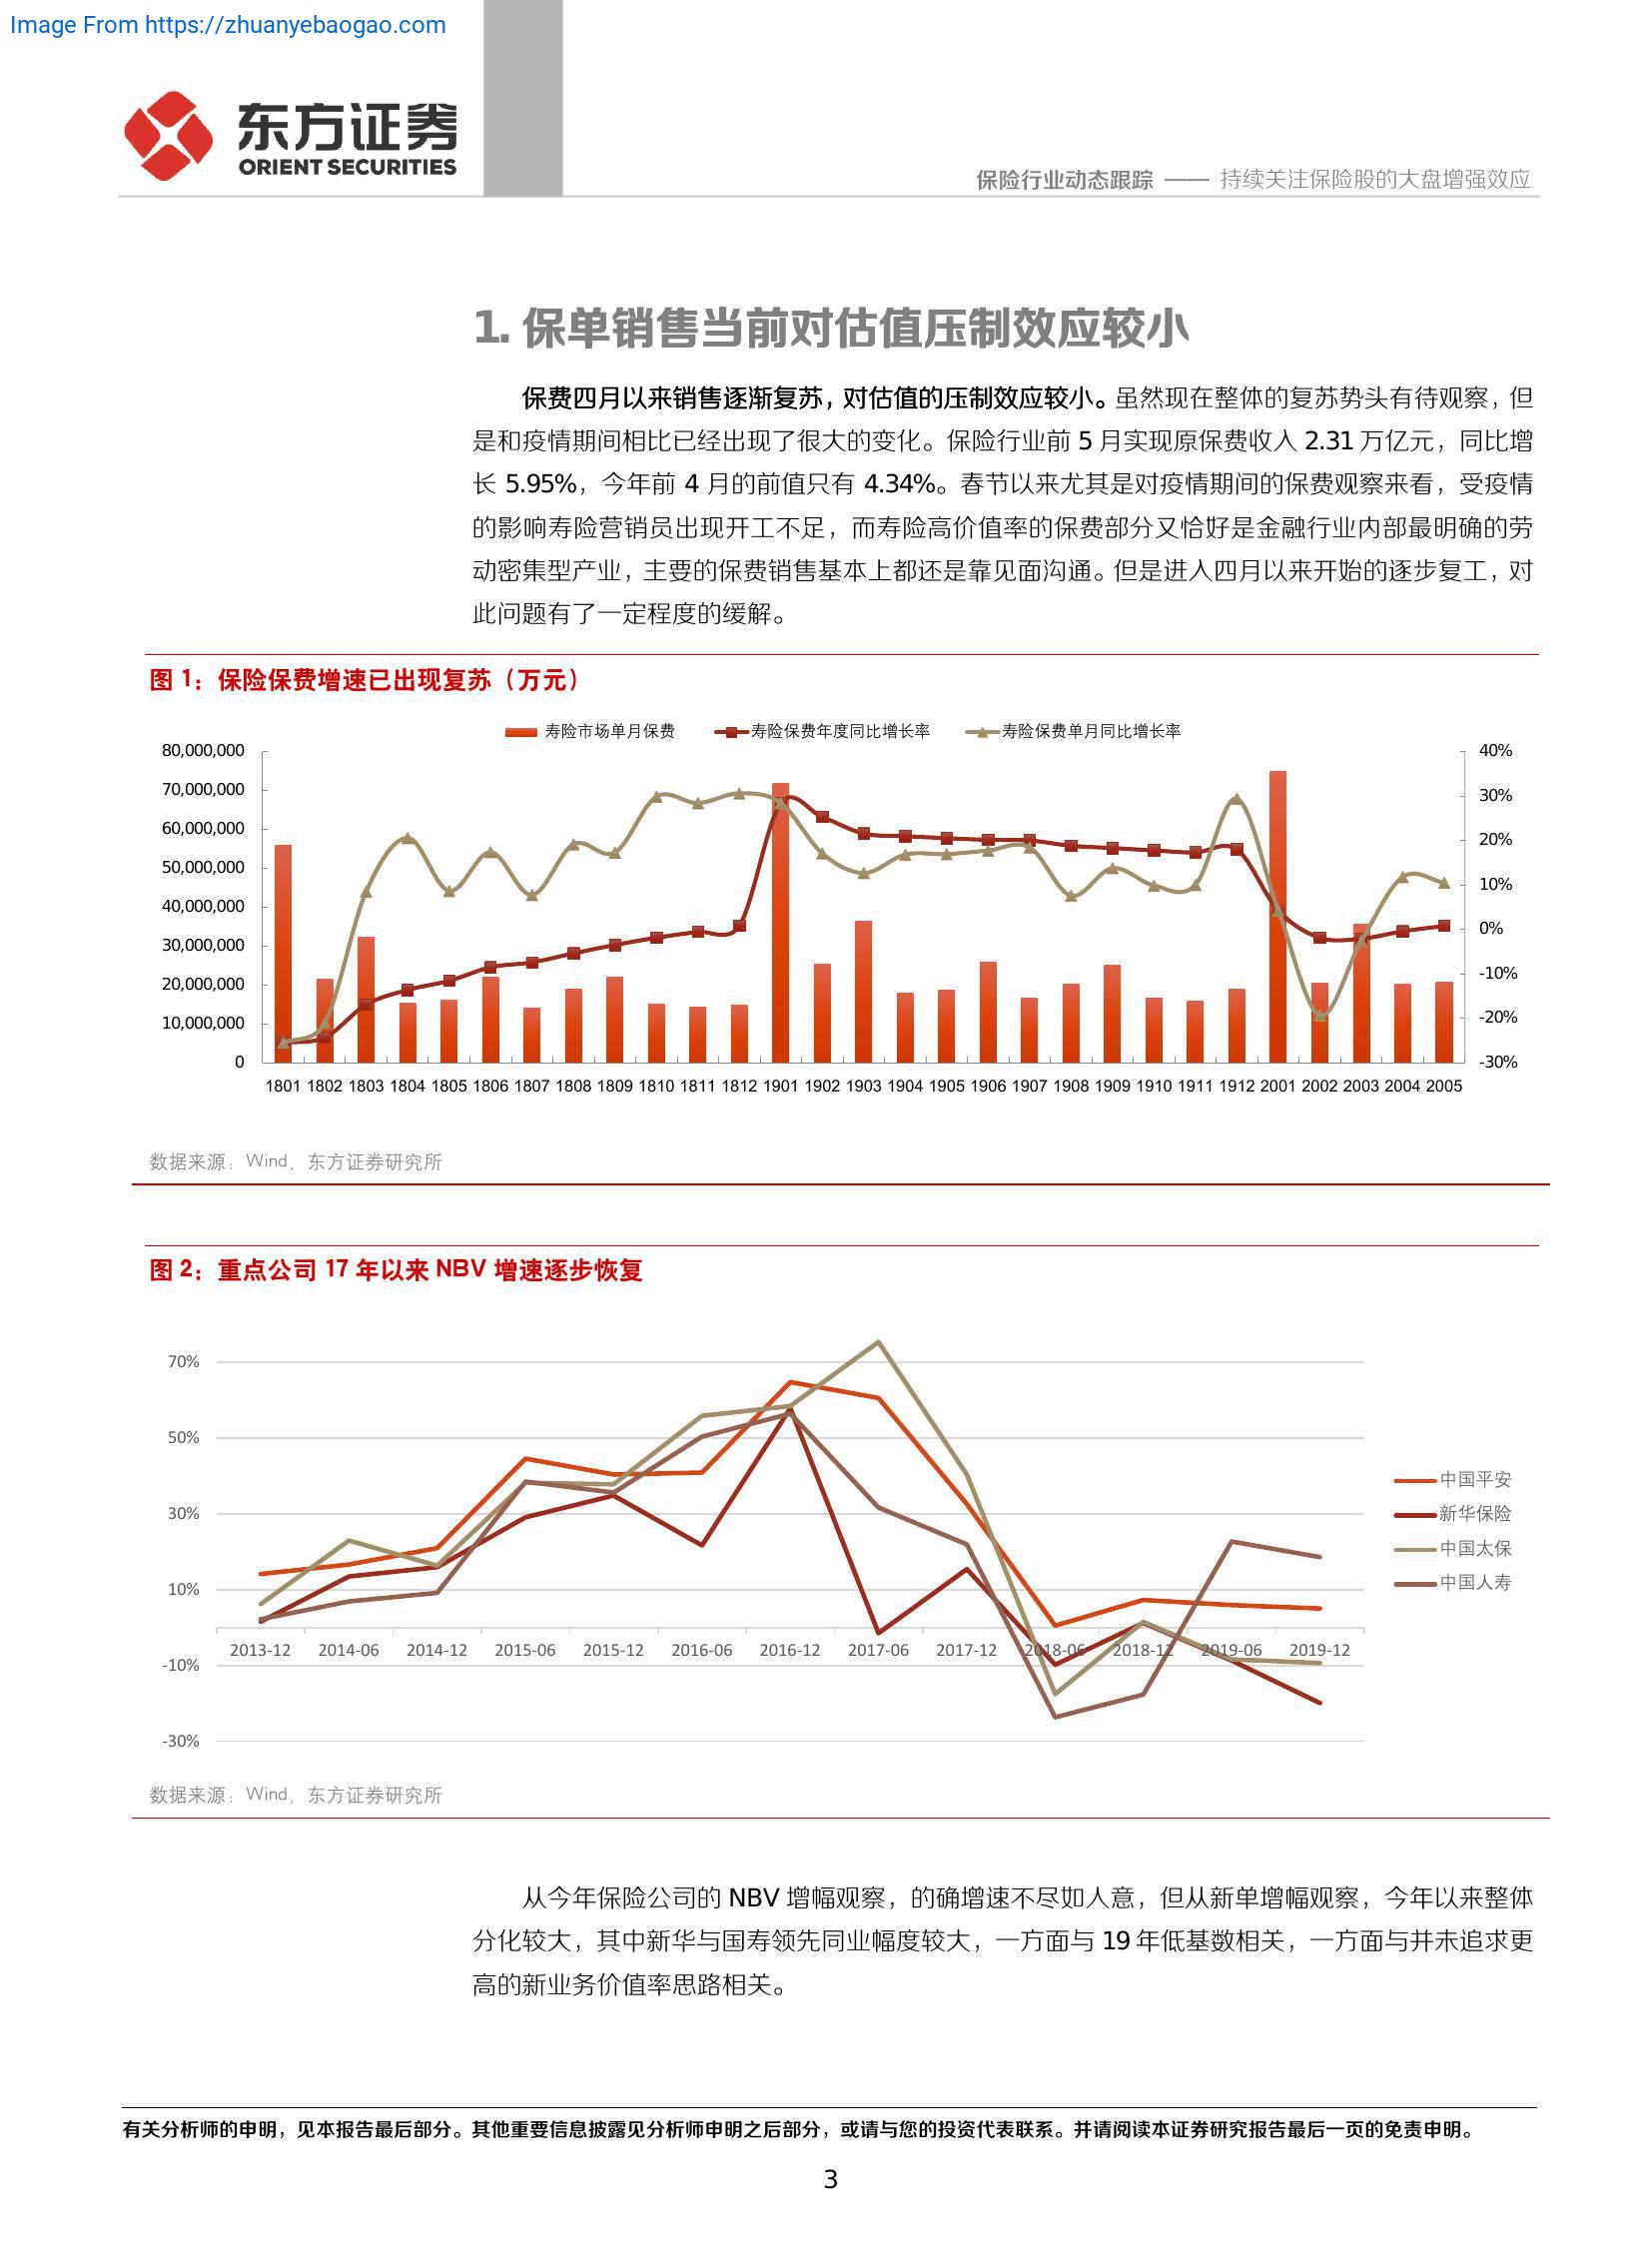 Image From https://zhuanyebaogao.com
东方证券
ORIENT SECURITIES
保险行业动态跟踪 —— 持续关注保险股的大盘增强效应
1. 保单销售当前对估值压制效应较小
保费四月以来销售逐渐复苏，对估值的压制效应较小。虽然现在整体的复苏势头有待观察，但
是和疫情期间相比已经出现了很大的变化。保险行业前 5 月实现原保费收入 2.31 万亿元，同比增
长 5.95%，今年前 4 月的前值只有 4.34%。春节以来尤其是对疫情期间的保费观察来看，受疫情
的影响寿险营销员出现开工不足，而寿险高价值率的保费部分又恰好是金融行业内部最明确的劳
动密集型产业，主要的保费销售基本上都还是靠见面沟通。但是进入四月以来开始的逐步复工，对
此问题有了一定程度的缓解。
图 1：保险保费增速已出现复苏（万元）
寿险市场单月保费 寿险保费年度同比增长率 寿险保费单月同比增长率
80,000,000 40%
70,000,000 30%
60,000,000 20%
50,000,000 10%
40,000,000 0%
30,000,000 -10%
20,000,000 -20%
10,000,000 -30%
0
1801 1802 1803 1804 1805 1806 1807 1808 1809 1810 1811 1812 1901 1902 1903 1904 1905 1906 1907 1908 1909 1910 1911 1912 2001 2002 2003 2004 2005
数据来源：Wind，东方证券研究所
图 2：重点公司 17 年以来 NBV 增速逐步恢复
70%
50%
30%
10%
-10%
-30%
2013-12 2014-06 2014-12 2015-06 2015-12 2016-06 2016-12 2017-06 2017-12 2018-06 2018-12 2019-06 2019-12
中国平安
新华保险
中国太保
中国人寿
数据来源：Wind，东方证券研究所
从今年保险公司的 NBV 增幅观察，的确增速不尽如人意，但从新单增幅观察，今年以来整体
分化较大，其中新华与国寿领先同业幅度较大，一方面与 19 年低基数相关，一方面与并未追求更
高的新业务价值率思路相关。
有关分析师的申明，见本报告最后部分。其他重要信息披露见分析师申明之后部分，或请与您的投资代表联系。并请阅读本证券研究报告最后一页的免责申明。
3